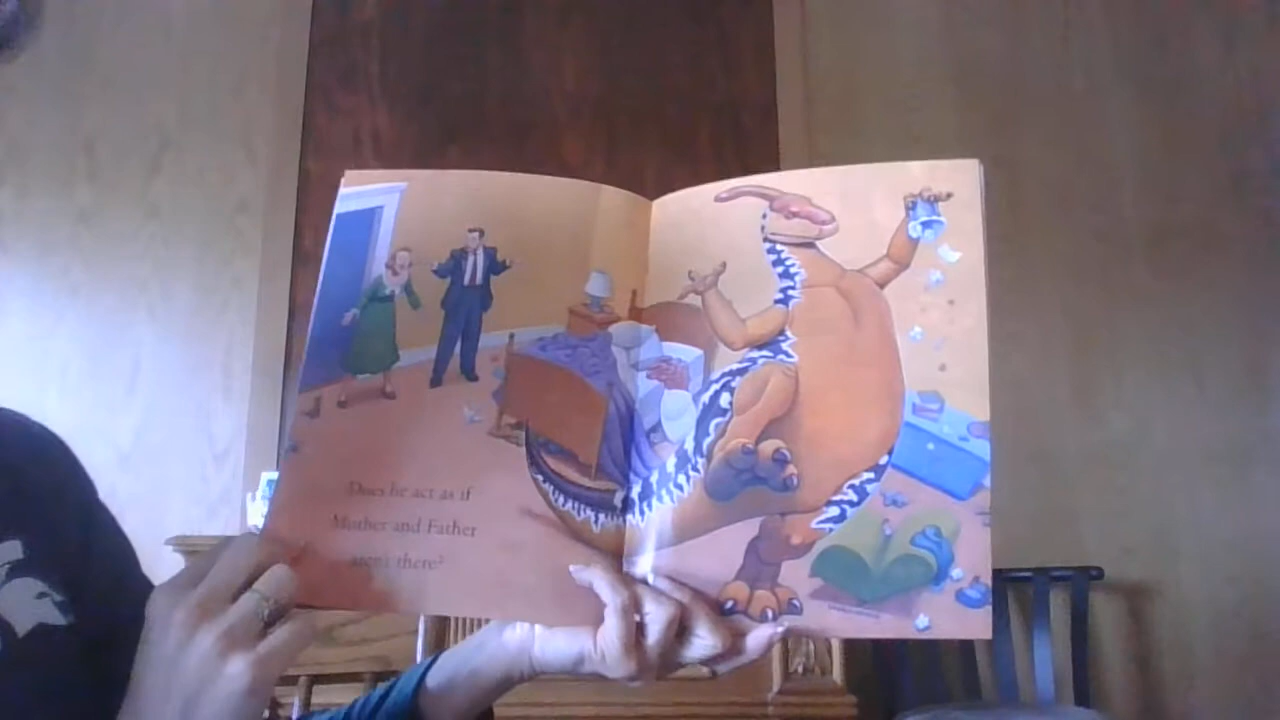 Does he act as if
Mother and Father
aren't there?